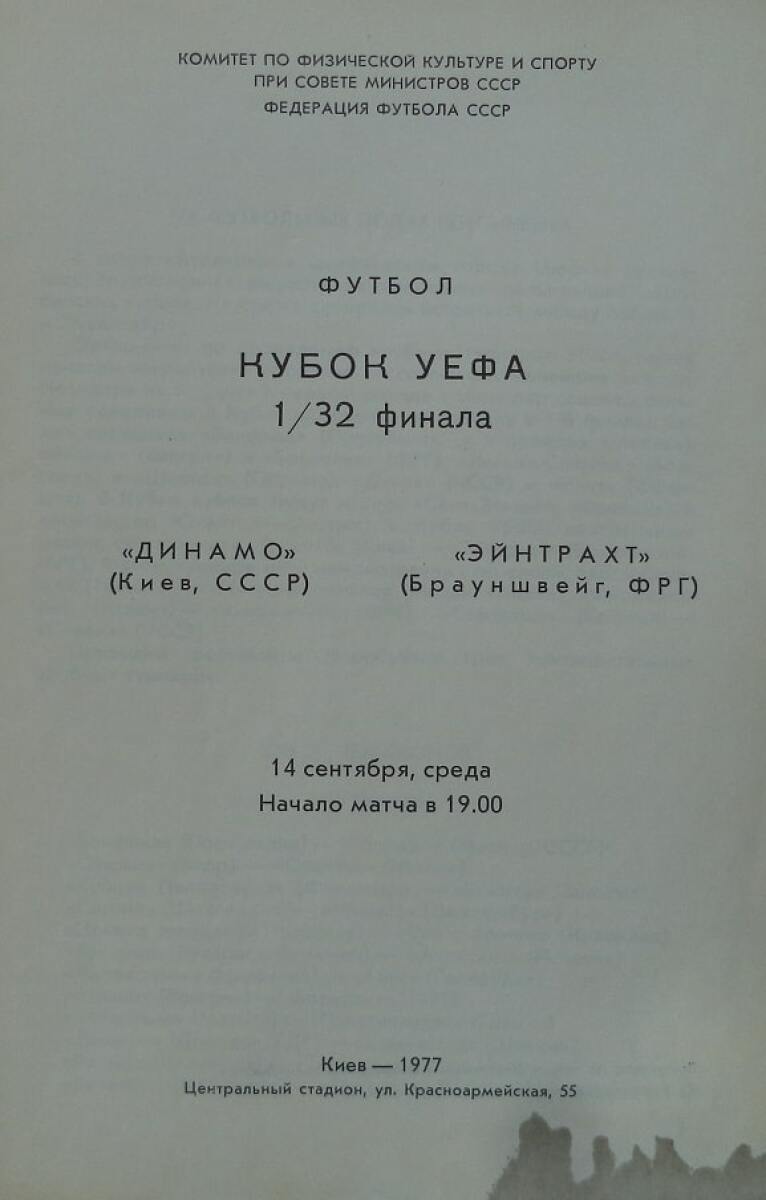 КОМИТЕТ ПО ФИЗИЧЕСКОЙ КУЛЬТУРЕ И СПОРТУ
ПРИ СОВЕТЕ МИНИСТРОВ СССР
ФЕДЕРАЦИЯ ФУТБОЛА СССР
ФУТБОЛ
КУБОК УЕФА
1/32 финала
«ДИНАМО»
(Киев, СССР)
«ЭЙНТРАХТ»
(Брауншвейг, ФРГ)
14 сентября, среда
Начало матча в 19.00
Киев — 1977
Центральный стадион, ул. Красноармейская, 55